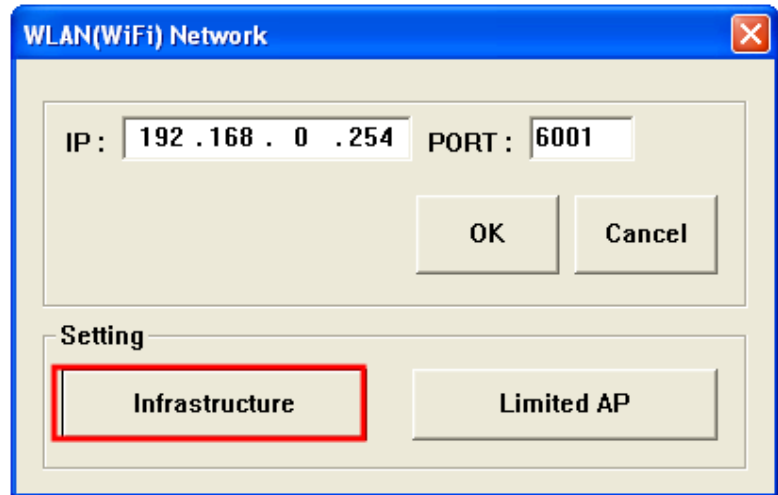 WLAN(WiFi) Network
IP : 192 .168 . 0 .254 PORT : 6001
OK Cancel
Setting
Infrastructure Limited AP